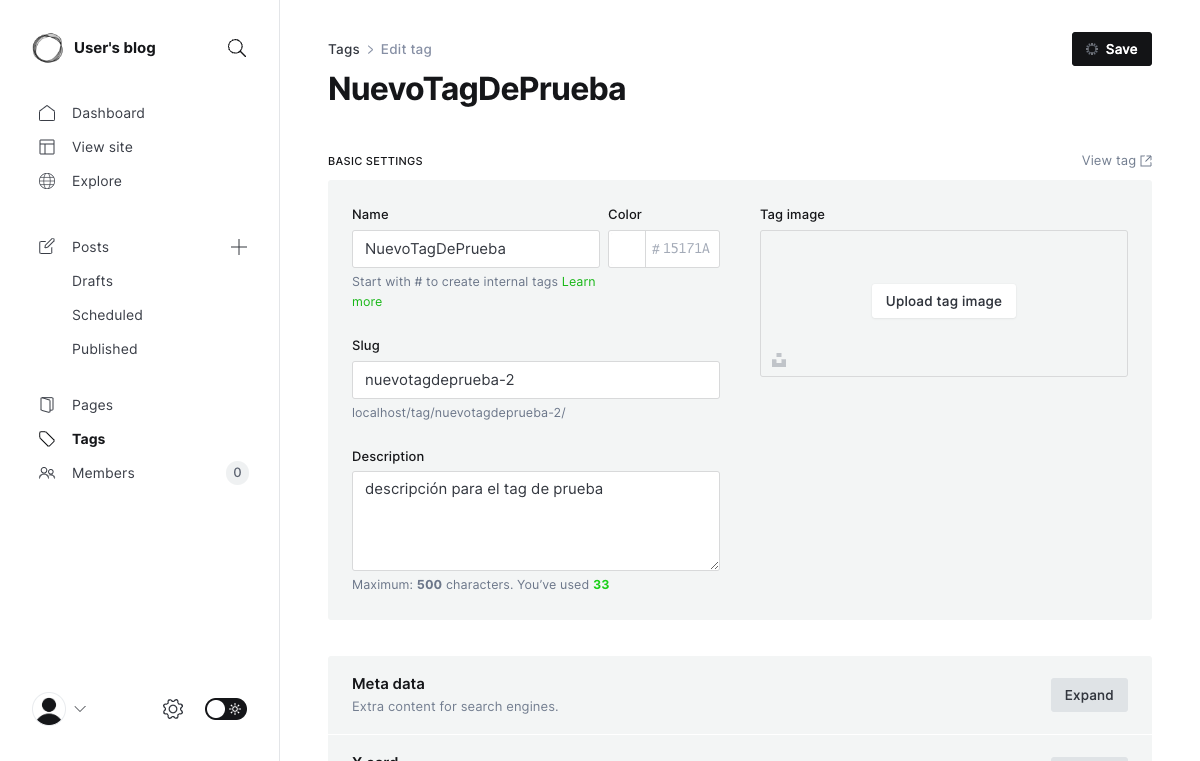 User's blog
Dashboard
View site
Explore
Posts
Drafts
Scheduled
Published
Pages
Tags
Members 0
Tags > Edit tag
Save
NuevoTagDePrueba
BASIC SETTINGS
View tag
Name
NuevoTagDePrueba
Start with # to create internal tags Learn
more
Color
# 15171A
Slug
nuevotagdeprueba-2
localhost/tag/nuevotagdeprueba-2/
Description
descripción para el tag de prueba
Maximum: 500 characters. You've used 33
Tag image
Upload tag image
Meta data
Extra content for search engines.
Expand
X card